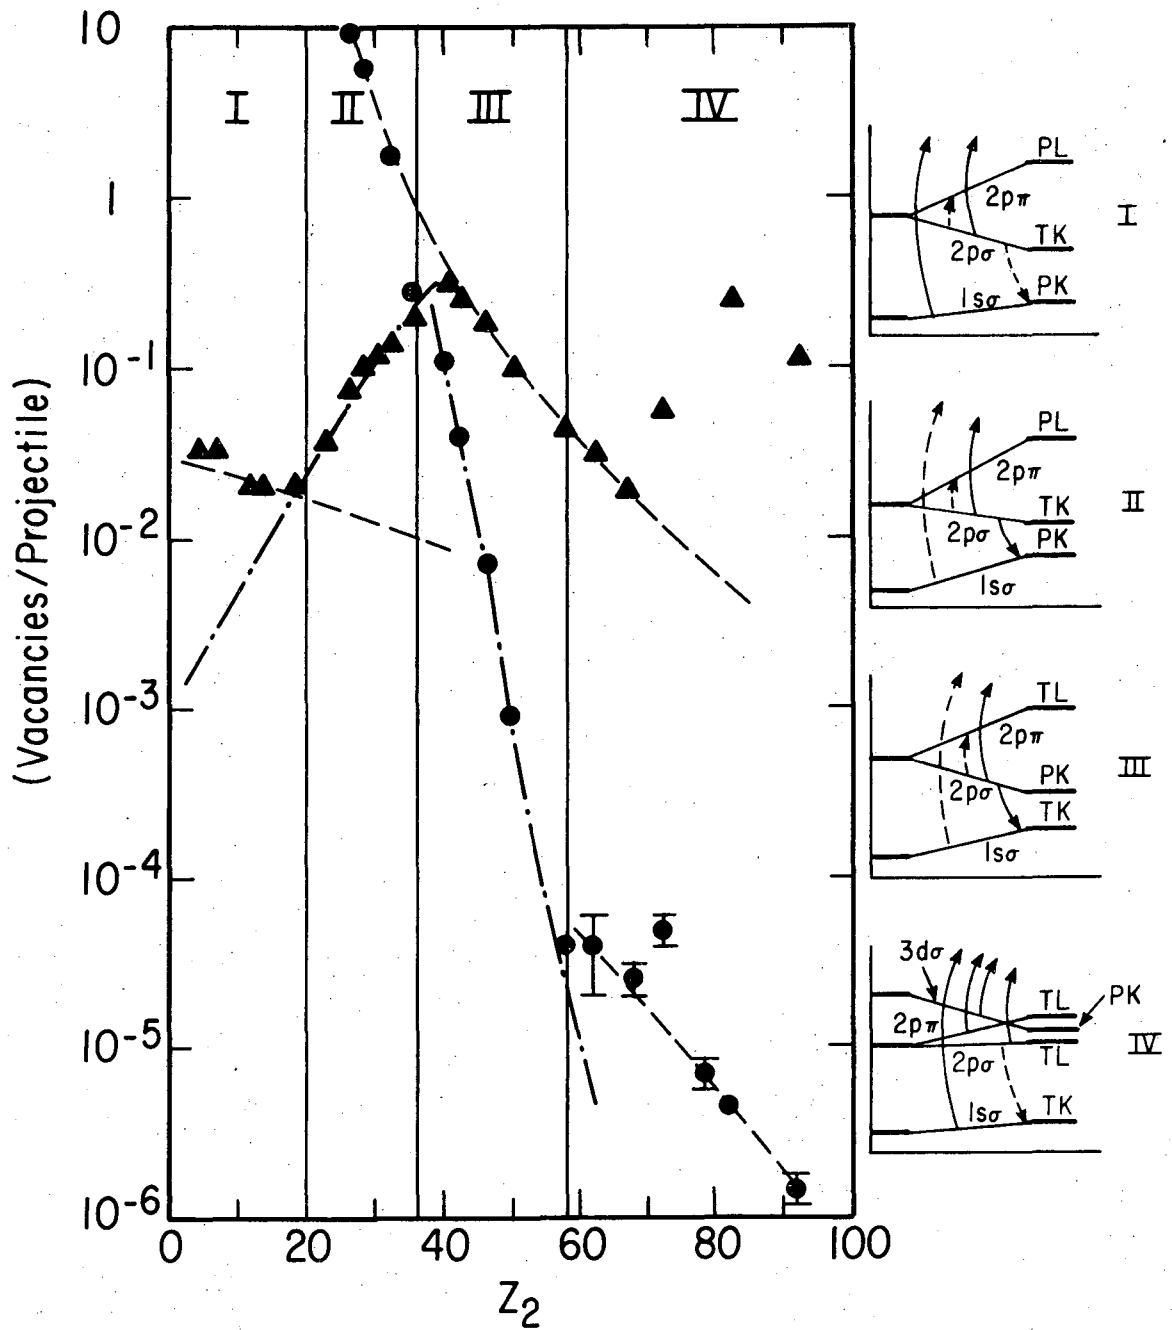 (Vacancies/Projectile)
10
1
10-1
10-2
10-3
10-4
10-5
10-6
I II III IV
0 20 40 60 80 100
Z2
PL
2pπ
TK
2pσ
PK
1sσ
I
PL
2pπ
TK
2pσ
PK
1sσ
II
TL
2pπ
PK
2pσ
TK
1sσ
III
3dσ
TL
PK
2pπ
2pσ
TL
TK
1sσ
IV